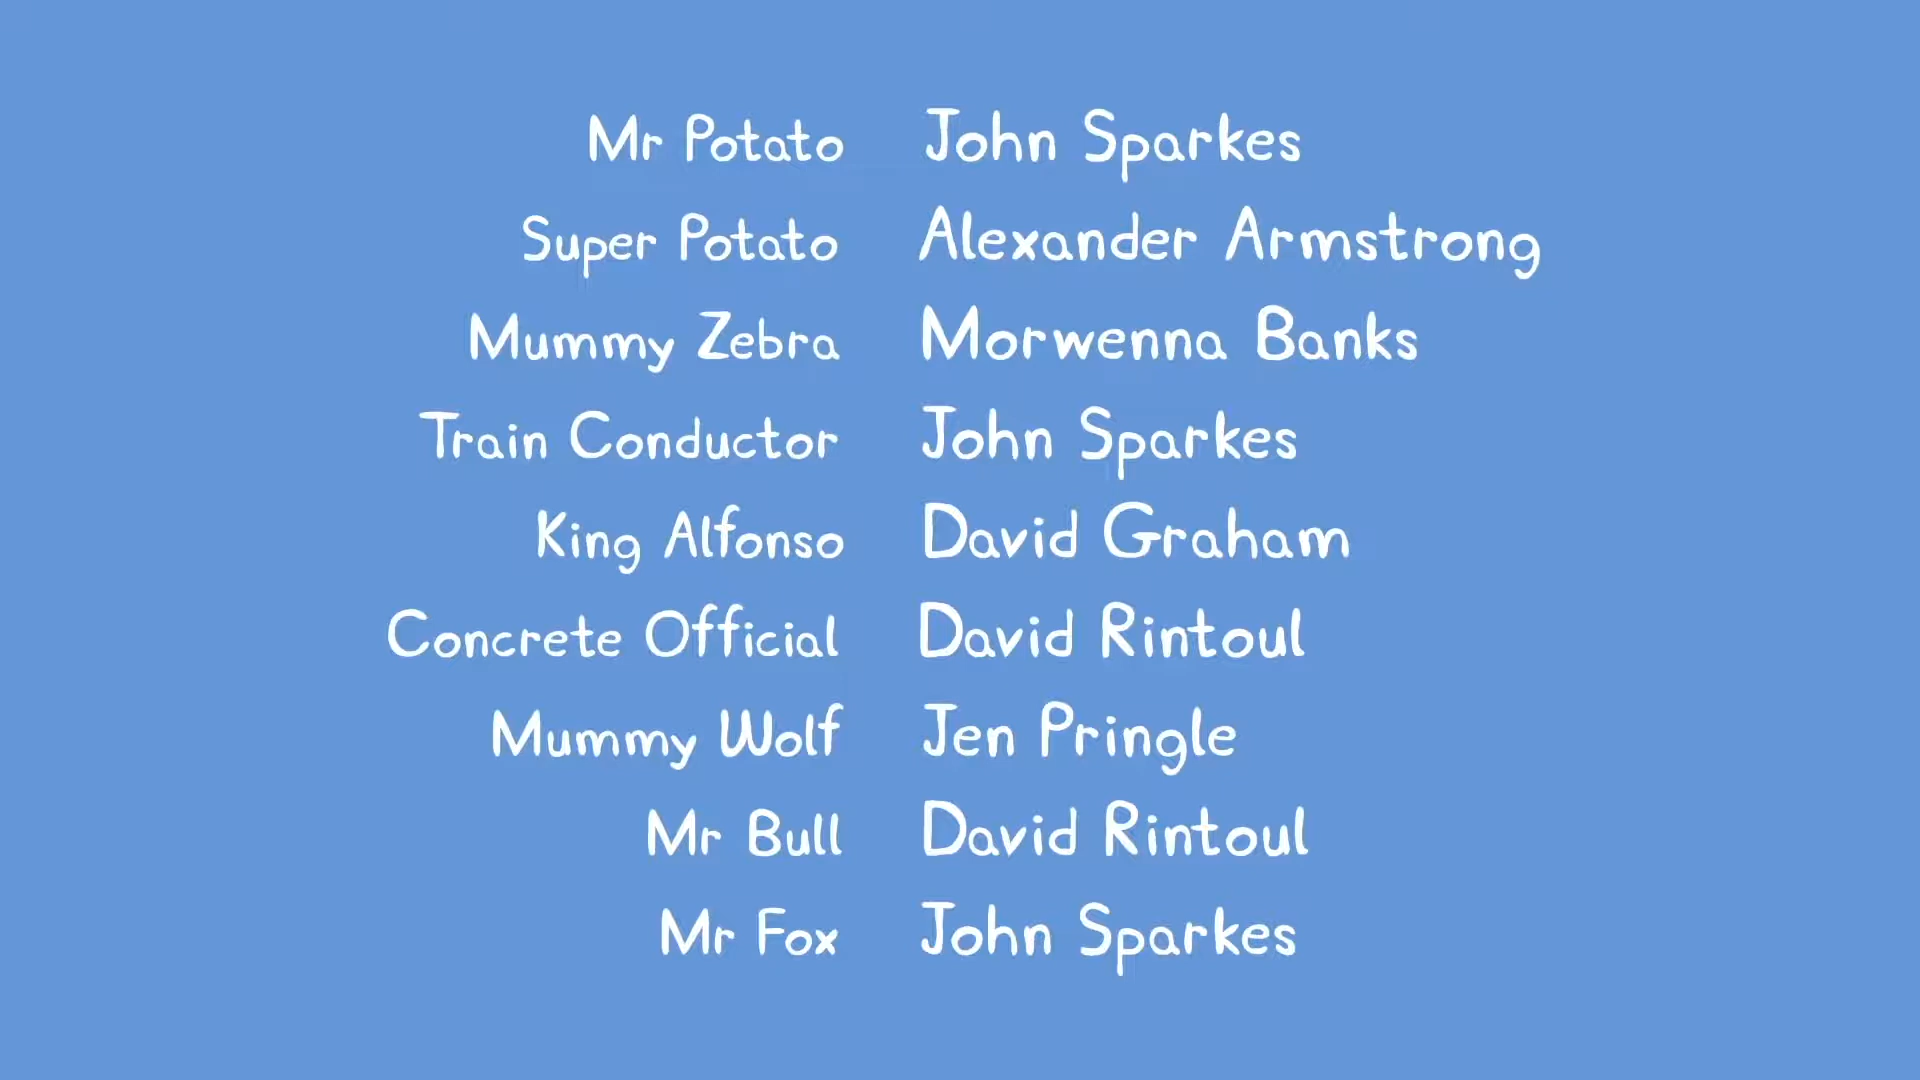 Mr Potato John Sparkes
Super Potato Alexander Armstrong
Mummy Zebra Morwenna Banks
Train Conductor John Sparkes
King Alfonso David Graham
Concrete Official David Rintoul
Mummy Wolf Jen Pringle
Mr Bull David Rintoul
Mr Fox John Sparkes